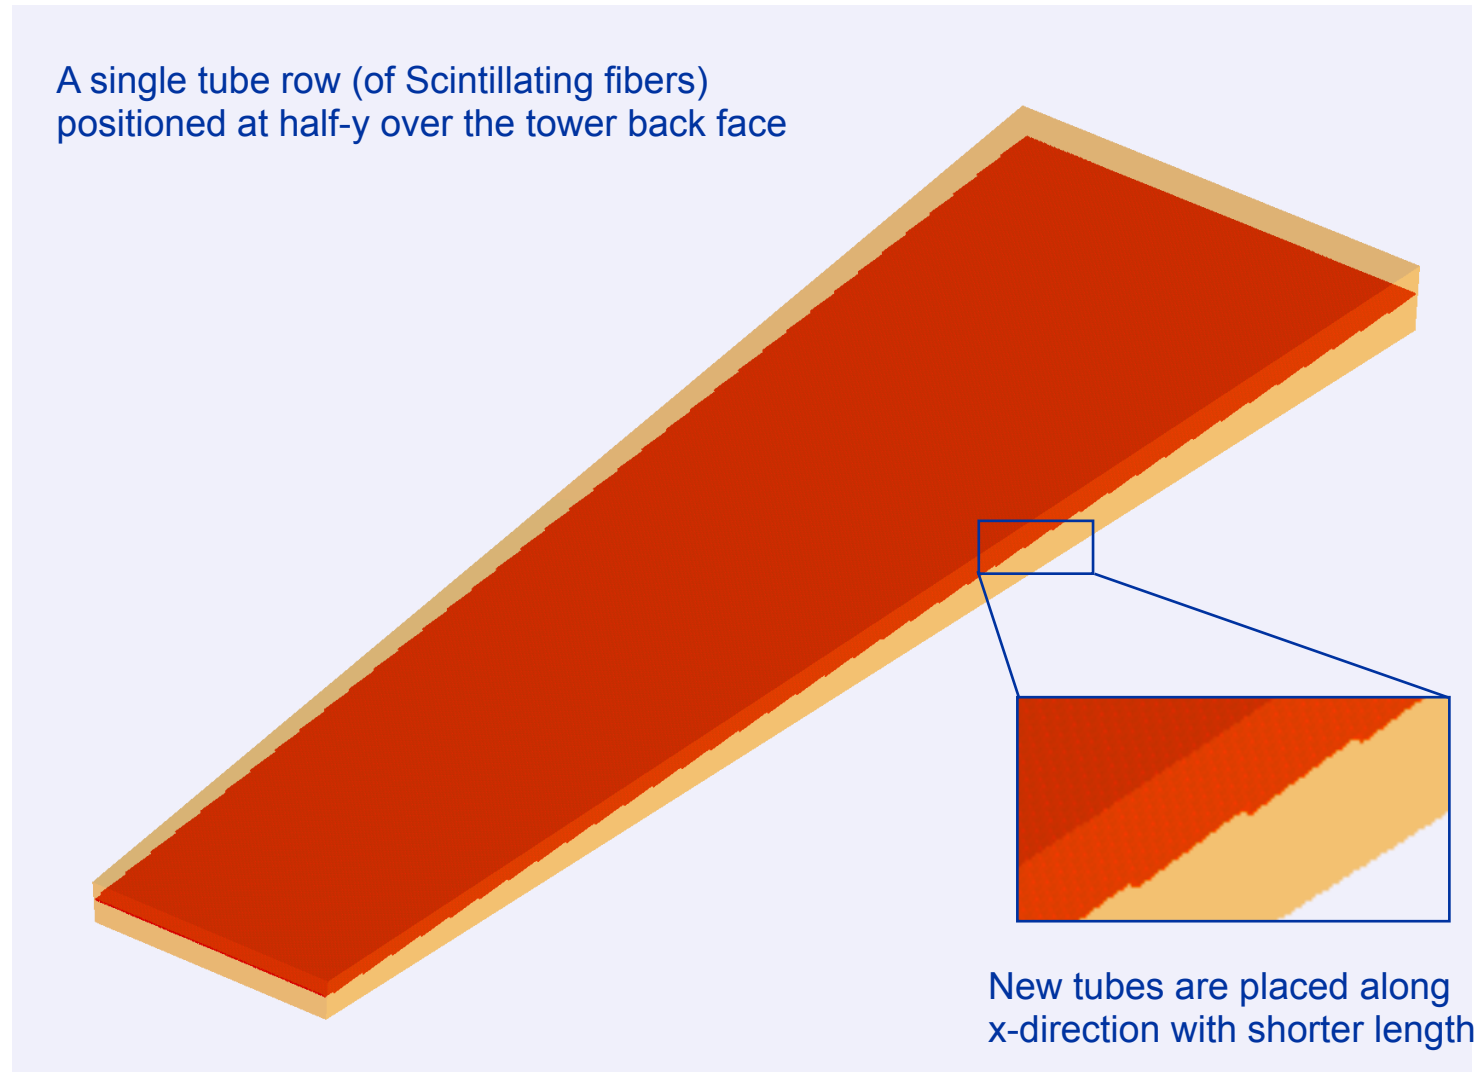 A single tube row (of Scintillating fibers)
positioned at half-y over the tower back face
New tubes are placed along
x-direction with shorter length